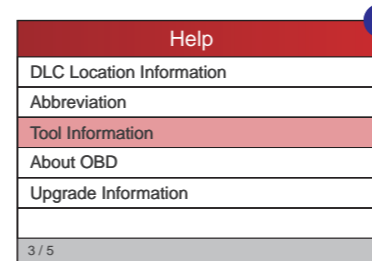 Help
DLC Location Information
Abbreviation
Tool Information
About OBD
Upgrade Information
3 / 5